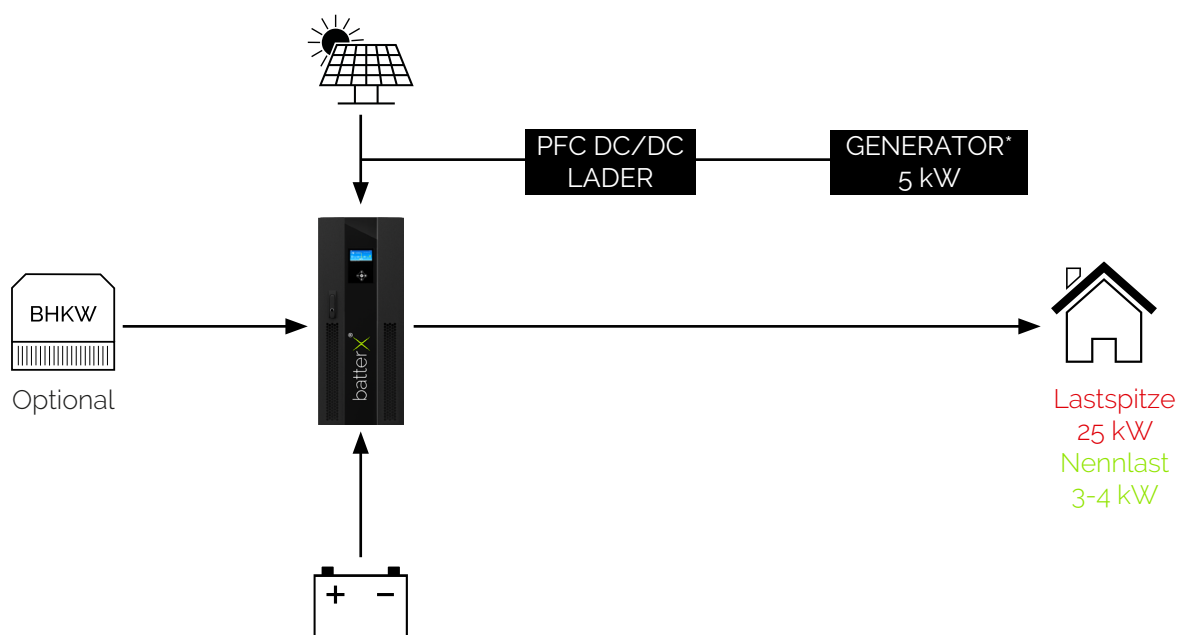 PFC DC/DC
LADER
GENERATOR*
5 kW
BHKW
Optional
batterX®
Lastspitze
25 kW
Nennlast
3-4 kW
+ −